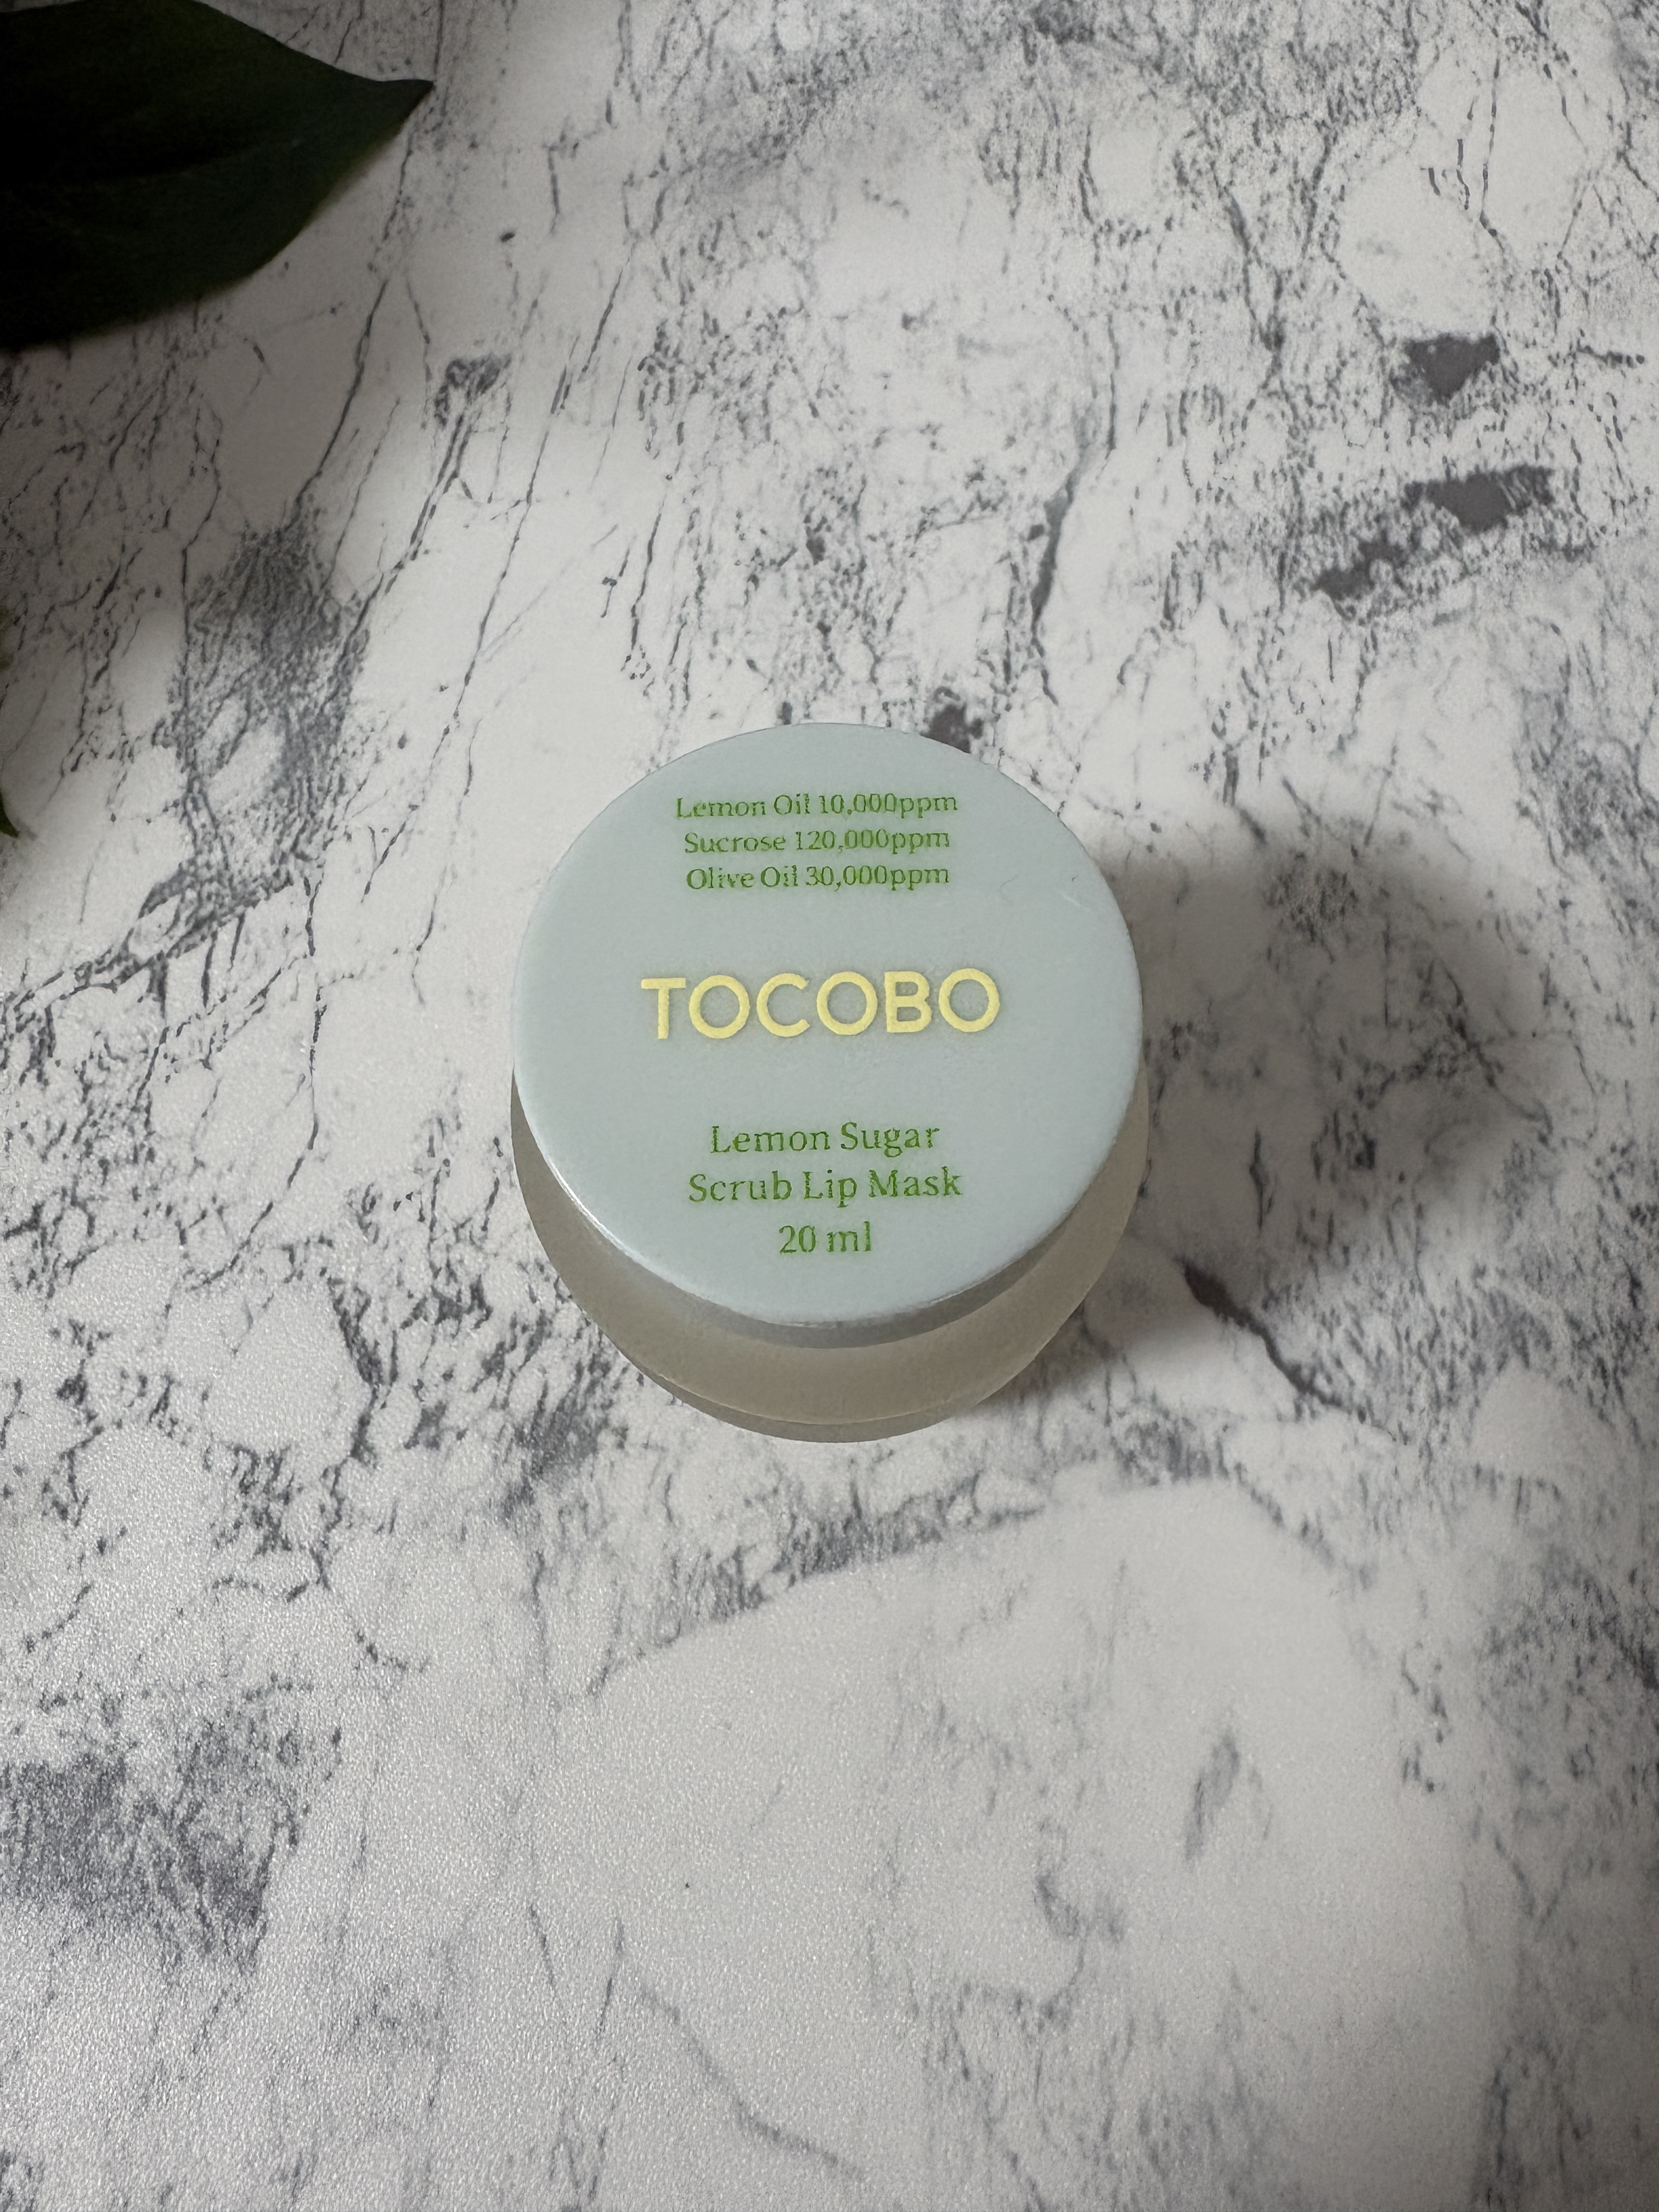 Lemon Oil 10,000ppm
Sucrose 120,000ppm
Olive Oil 30,000ppm
TOCOBO
Lemon Sugar
Scrub Lip Mask
20 ml